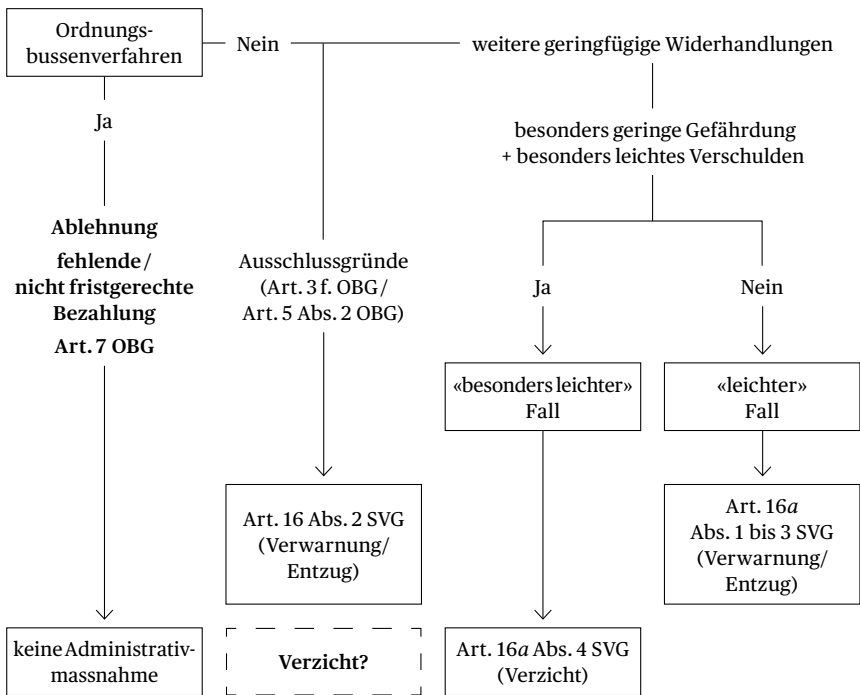 Ordnungs-
bussenverfahren
Nein
weitere geringfügige Widerhandlungen
Ja
besonders geringe Gefährdung
+ besonders leichtes Verschulden
Ablehnung
fehlende /
nicht fristgerechte
Bezahlung
Art. 7 OBG
Ausschlussgründe
(Art. 3 f. OBG /
Art. 5 Abs. 2 OBG)
Ja
Nein
«besonders leichter»
Fall
«leichter»
Fall
Art. 16 Abs. 2 SVG
(Verwarnung/
Entzug)
Art. 16a
Abs. 1 bis 3 SVG
(Verwarnung/
Entzug)
keine Administrativ-
massnahme
Verzicht?
Art. 16a Abs. 4 SVG
(Verzicht)